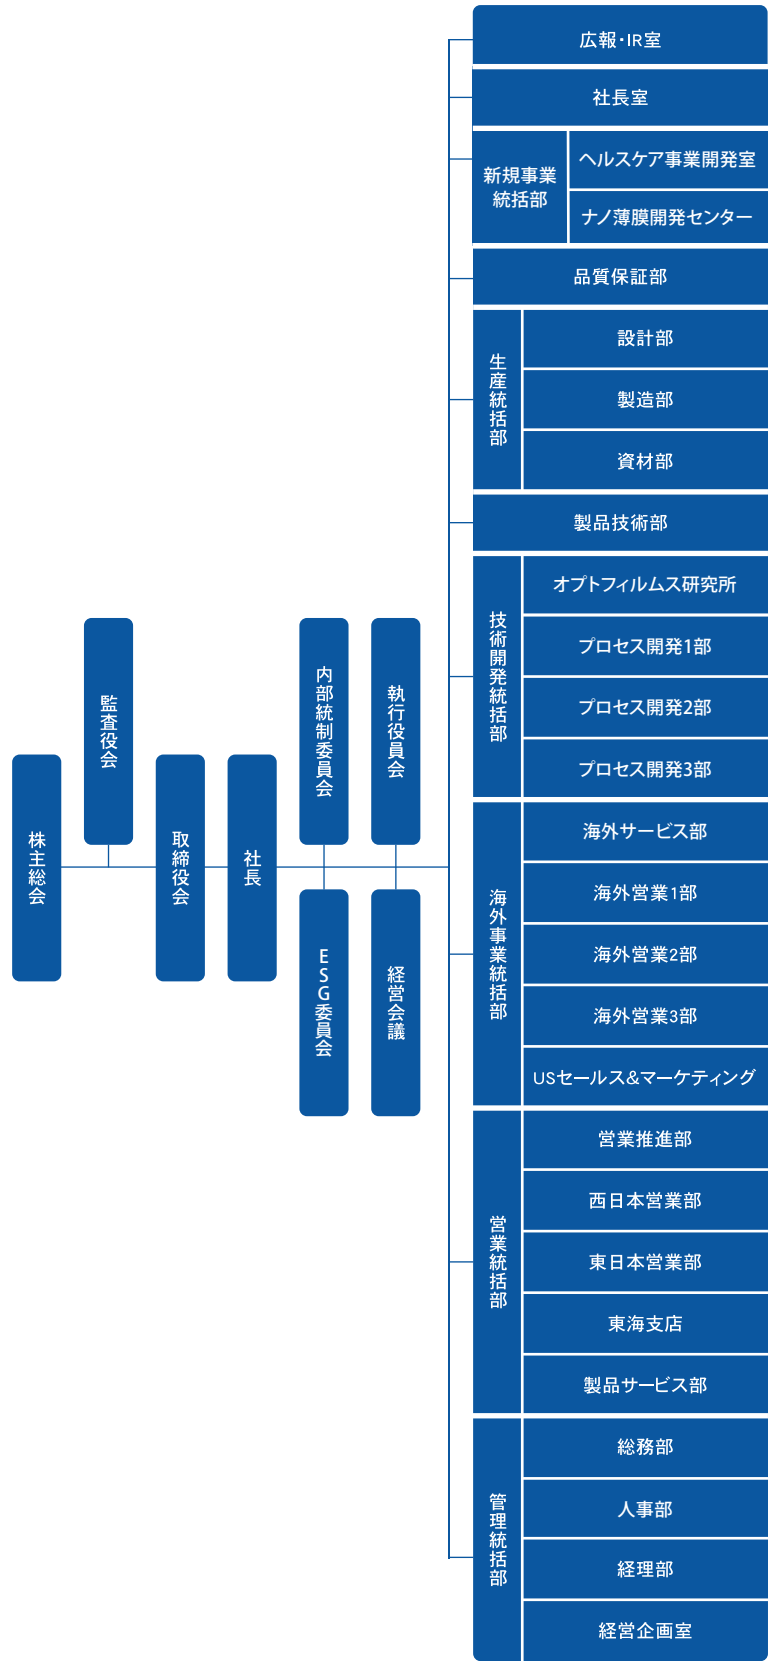 広報・IR室
社長室
新規事業
統括部
ヘルスケア事業開発室
ナノ薄膜開発センター
品質保証部
生産統括部
設計部
製造部
資材部
製品技術部
技術開発統括部
オプトフィルムス研究所
プロセス開発1部
プロセス開発2部
プロセス開発3部
海外事業統括部
海外サービス部
海外営業1部
海外営業2部
海外営業3部
USセールス&マーケティング
営業統括部
営業推進部
西日本営業部
東日本営業部
東海支店
製品サービス部
管理統括部
総務部
人事部
経理部
経営企画室
株主総会
監査役会
取締役会
社長
内部統制委員会
ESG委員会
執行役員会
経営会議